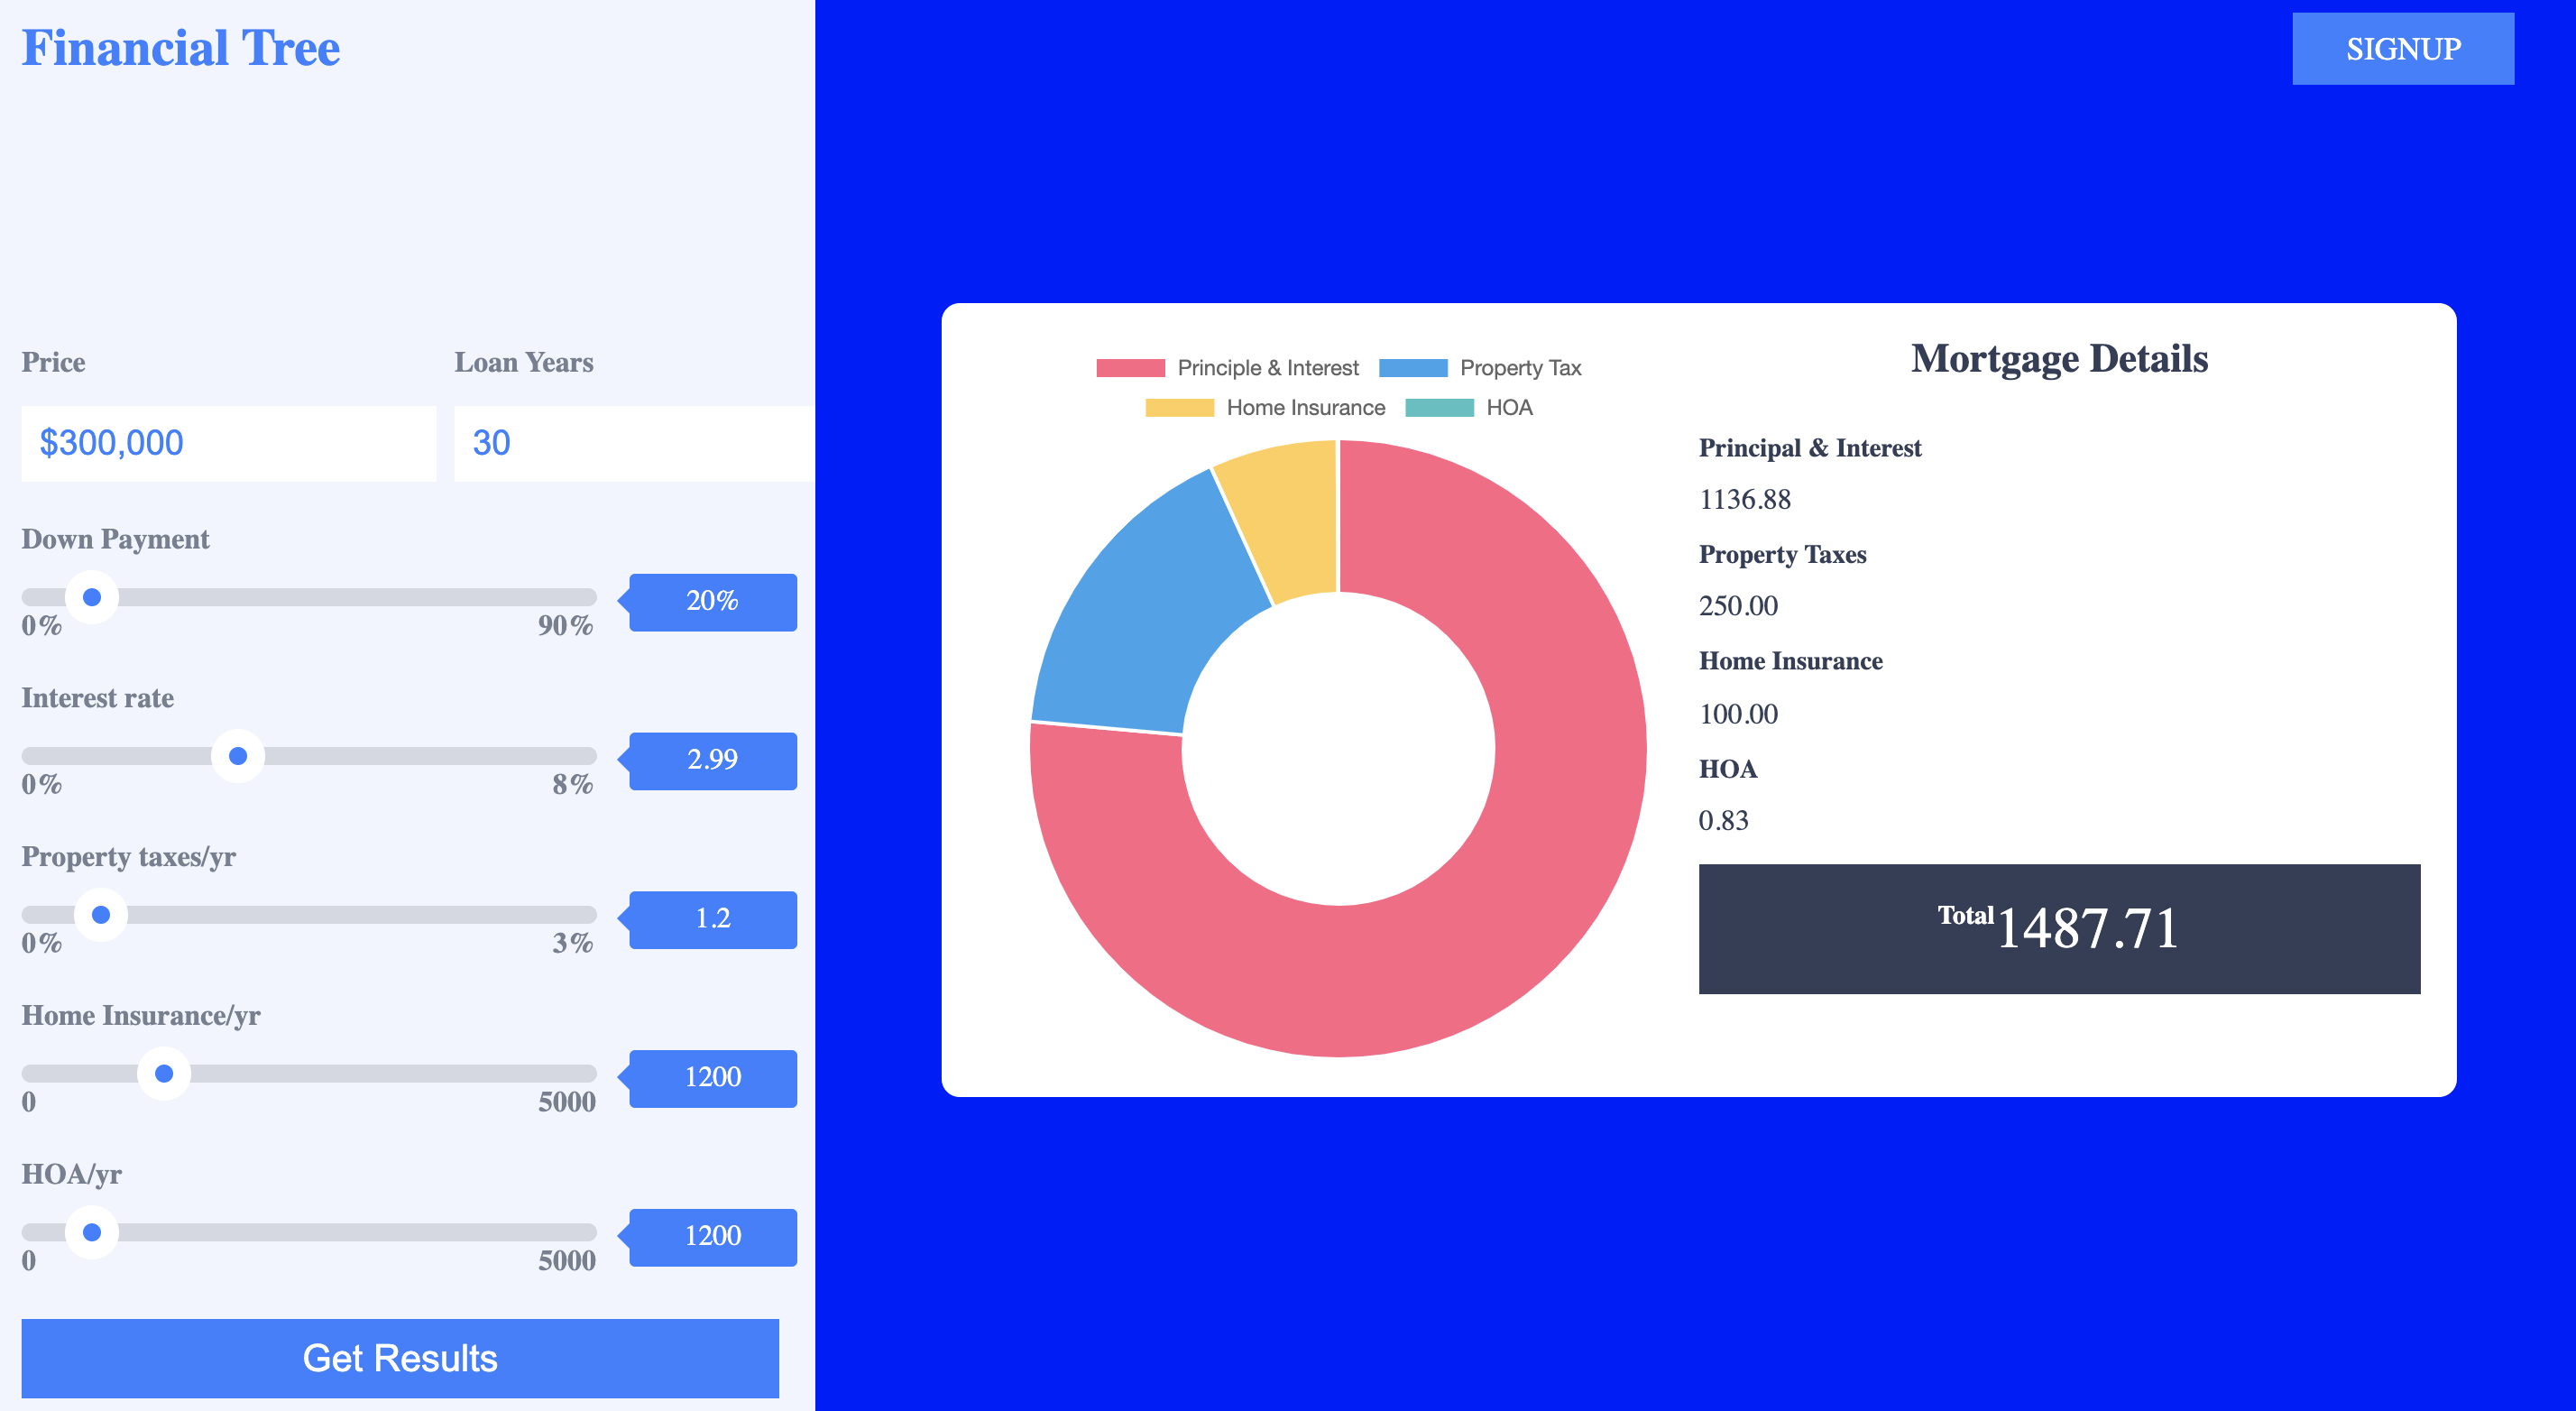 Financial Tree
SIGNUP
Price Loan Years
$300,000 30
Down Payment
20%
0% 90%
Interest rate
2.99
0% 8%
Property taxes/yr
1.2
0% 3%
Home Insurance/yr
1200
0 5000
HOA/yr
1200
0 5000
Get Results
Principle & Interest Property Tax
Home Insurance HOA
Mortgage Details
Principal & Interest
1136.88
Property Taxes
250.00
Home Insurance
100.00
HOA
0.83
Total 1487.71